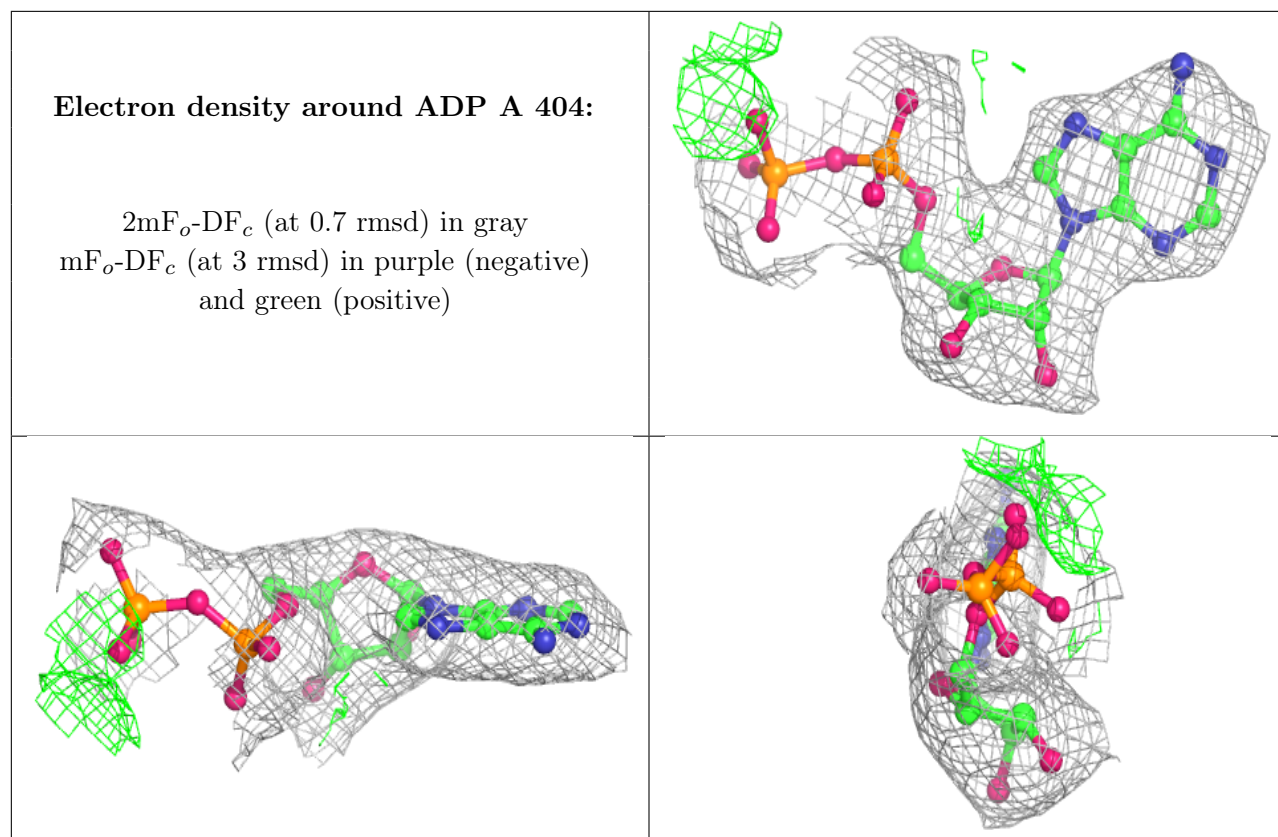 Electron density around ADP A 404:
2mFo-DFc (at 0.7 rmsd) in gray
mFo-DFc (at 3 rmsd) in purple (negative)
and green (positive)